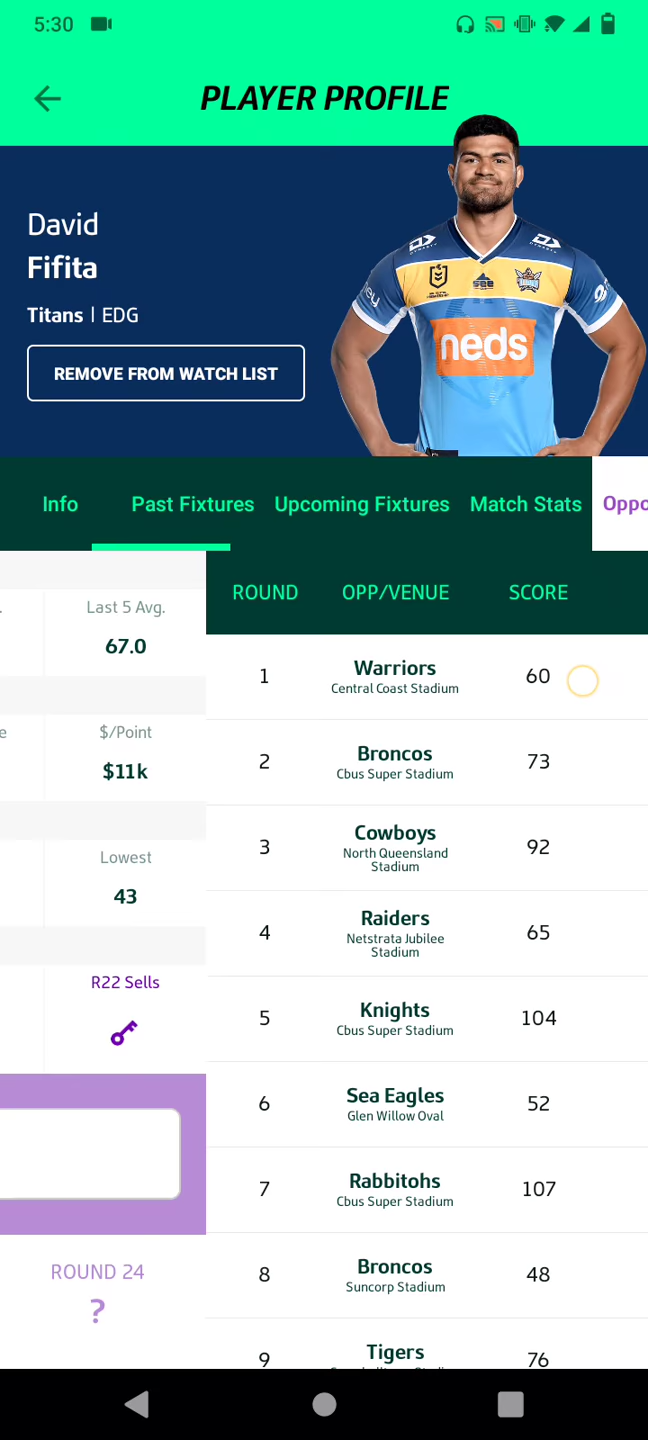 5:30
PLAYER PROFILE
David
Fifita
Titans | EDG
REMOVE FROM WATCH LIST
neds
Info
Past Fixtures
Upcoming Fixtures
Match Stats
Oppo
Last 5 Avg.
67.0
$/Point
$11k
Lowest
43
R22 Sells
ROUND 24
?
ROUND OPP/VENUE SCORE
1 Warriors 60
Central Coast Stadium
2 Broncos 73
Cbus Super Stadium
3 Cowboys 92
North Queensland
Stadium
4 Raiders 65
Netstrata Jubilee
Stadium
5 Knights 104
Cbus Super Stadium
6 Sea Eagles 52
Glen Willow Oval
7 Rabbitohs 107
Cbus Super Stadium
8 Broncos 48
Suncorp Stadium
9 Tigers 76